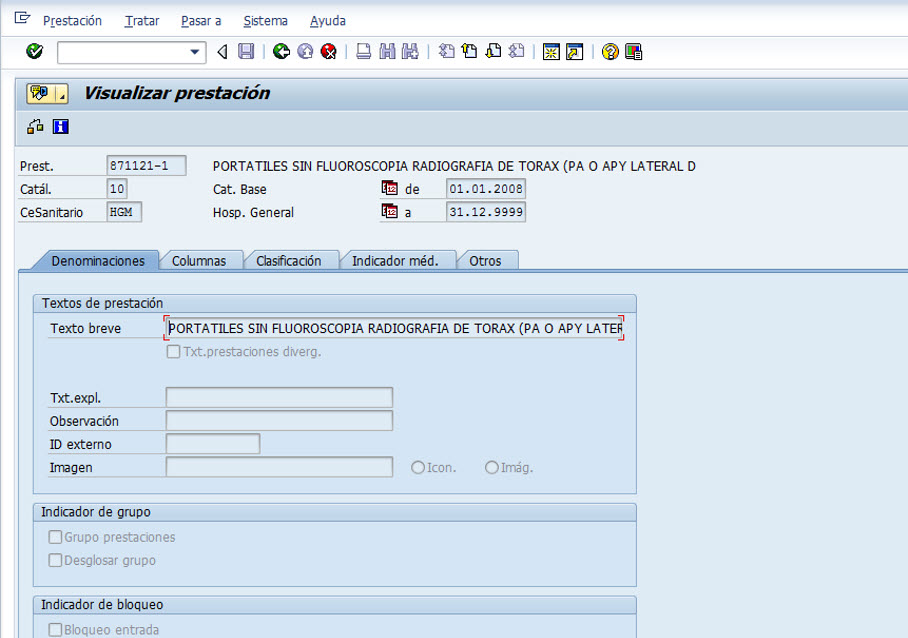 Prestación Tratar Pasar a Sistema Ayuda
Visualizar prestación
Prest. 871121-1 PORTATILES SIN FLUOROSCOPIA RADIOGRAFIA DE TORAX (PA O APY LATERAL D
Catál. 10 Cat. Base de 01.01.2008
CeSanitario HGM Hosp. General a 31.12.9999
Denominaciones Columnas Clasificación Indicador méd. Otros
Textos de prestación
Texto breve PORTATILES SIN FLUOROSCOPIA RADIOGRAFIA DE TORAX (PA O APY LATER
Txt.prestaciones diverg.
Txt.expl.
Observación
ID externo
Imagen Icon. Imág.
Indicador de grupo
Grupo prestaciones
Desglosar grupo
Indicador de bloqueo
Bloqueo entrada